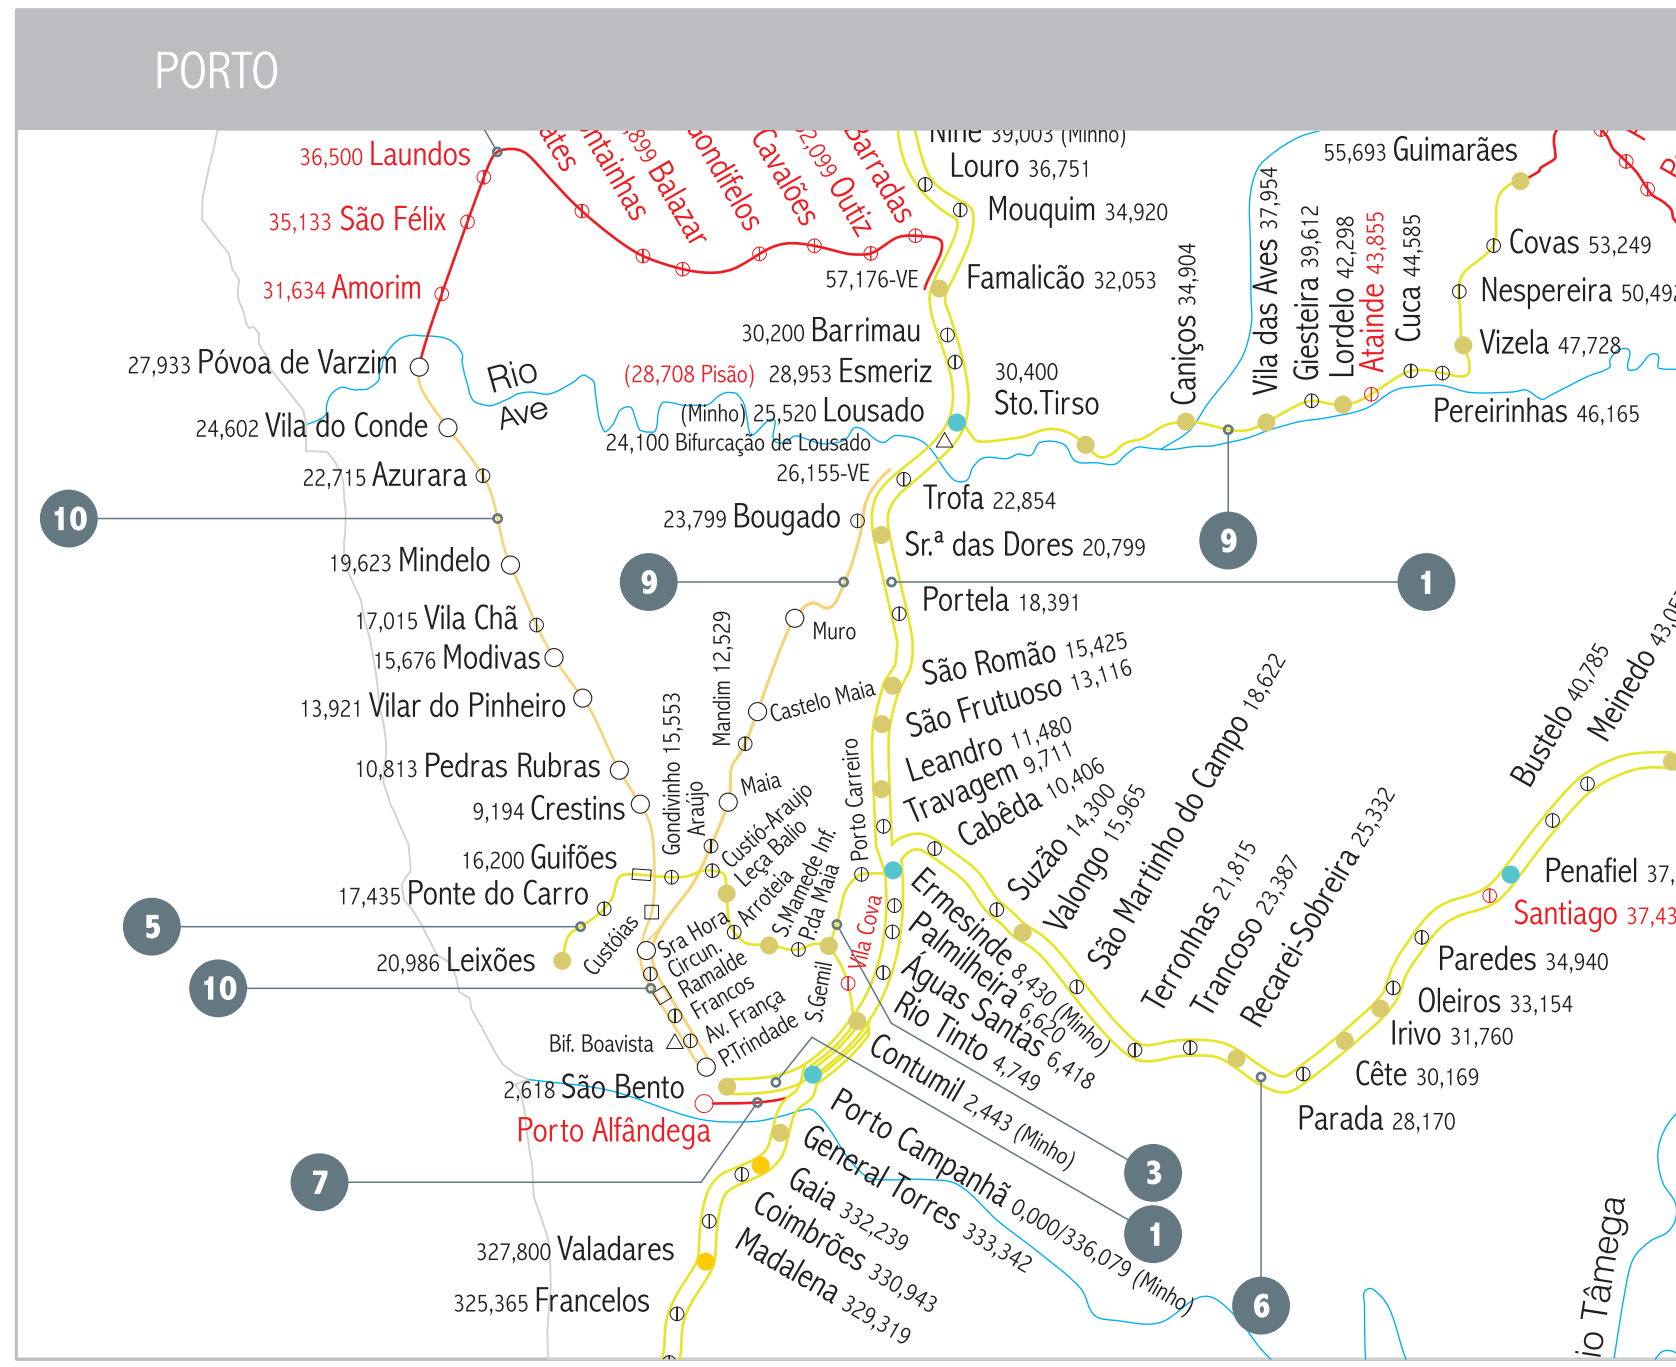 PORTO
36,500 Laundos
35,133 São Félix
31,634 Amorim
27,933 Póvoa de Varzim
24,602 Vila do Conde
22,715 Azurara
10
19,623 Mindelo
17,015 Vila Chã
15,676 Modivas
13,921 Vilar do Pinheiro
10,813 Pedras Rubras
9,194 Crestins
16,200 Guifões
17,435 Ponte do Carro
5
20,986 Leixões
10
Custóias
Bif. Boavista
2,618 São Bento
Porto Alfândega
7
327,800 Valadares
325,365 Francelos
Balazar
Cavalões
32,099 Outiz
Barradas
57,176-VE
Rio
Ave
30,200 Barrimau
(28,708 Pisão) 28,953 Esmeriz
(Minho) 25,520 Lousado
24,100 Bifurcação de Lousado
26,155-VE
23,799 Bougado
9
Muro
Mandim 12,529
Castelo Maia
Gondivinho 15,553
Araújo
Maia
Custió-Araujo
Leça Balio
Arroteia
S.Mamede Inf.
P.da Maia
Porto Carreiro
Vila Cova
S.Gemil
Sra Hora
Circun.
Ramalde
Francos
Av. França
P.Trindade
Nine 39,003 (Minho)
Louro 36,751
Mouquim 34,920
Famalicão 32,053
30,400
Sto.Tirso
Caniços 34,904
Vila das Aves 37,954
Giesteira 39,612
Lordelo 42,298
Atainde 43,855
Cuca 44,585
55,693 Guimarães
Covas 53,249
Nespereira 50,492
Vizela 47,728
Pereirinhas 46,165
9
Trofa 22,854
Sr.ª das Dores 20,799
1
Portela 18,391
São Romão 15,425
São Frutuoso 13,116
Leandro 11,480
Travagem 9,711
Cabêda 10,406
Suzão 14,300
Valongo 15,965
São Martinho do Campo 18,622
Terronhas 21,815
Trancoso 23,387
Recarei-Sobreira 25,332
Bustelo 40,785
Meinedo
Penafiel 37,
Santiago 37,43
Paredes 34,940
Oleiros 33,154
Irivo 31,760
Cête 30,169
Parada 28,170
Ermesinde 8,430 (Minho)
Palmilheira 6,620
Águas Santas 6,418
Rio Tinto 4,749
Contumil 2,443 (Minho)
Porto Campanhã 0,000/336,079 (Minho)
General Torres 333,342
Gaia 332,239
Coimbrões 330,943
Madalena 329,319
3
1
6
io Tâmega